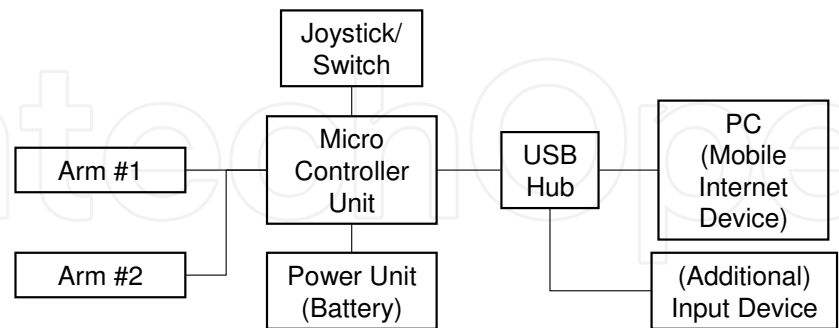 Joystick/
Switch
Micro
Controller
Unit
Arm #1
Arm #2
Power Unit
(Battery)
USB
Hub
PC
(Mobile
Internet
Device)
(Additional)
Input Device